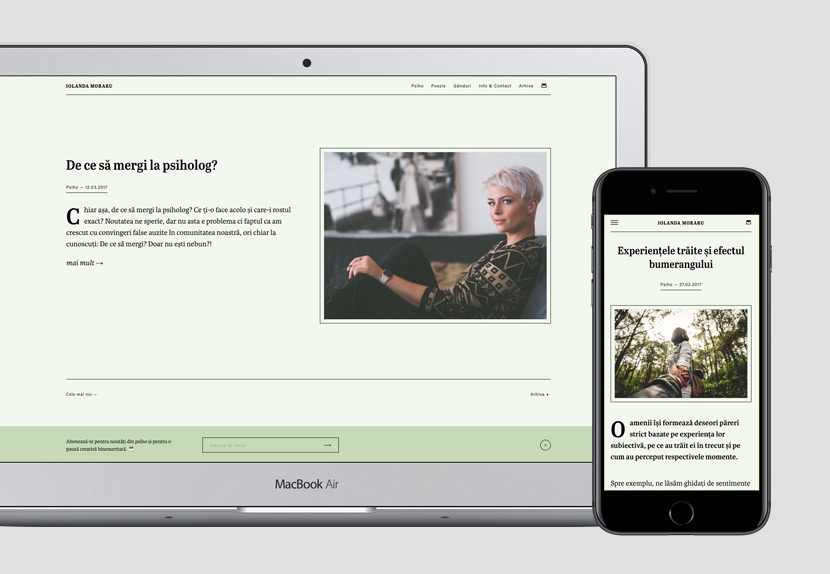 IOLANDA MORARU
Psiho Poezie Gânduri Info & Contact Arhiva
De ce să mergi la psiholog?
Psiho — 12.03.2017
Chiar așa, de ce să mergi la psiholog? Ce ți-o face acolo și care-i rostul
exact? Noutatea ne sperie, dar nu asta e problema ci faptul ca am
crescut cu convingeri false auzite în comunitatea noastră, ori chiar la
cunoscuți: De ce să mergi? Doar nu ești nebun?!
mai mult →
Cele mai noi –
Arhiva
Abonează-te pentru noutăți din psiho și pentru o
pauză creativă binemeritată.
Adresa de email
MacBook Air
IOLANDA MORARU
Experiențele trăite și efectul
bumerangului
Psiho — 27.02.2017
Oamenii își formează deseori păreri
strict bazate pe experiența lor
subiectivă, pe ce au trăit ei în trecut și pe
cum au perceput respectivele momente.
Spre exemplu, ne lăsăm ghidați de sentimente